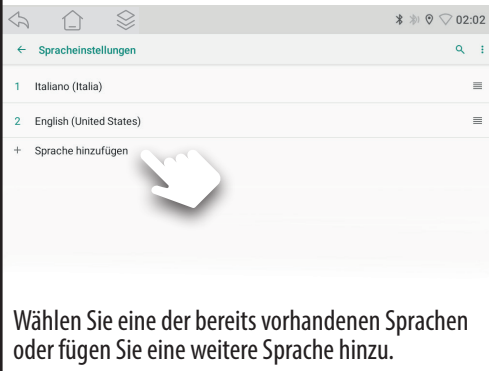 02:02
Spracheinstellungen
1 Italiano (Italia)
2 English (United States)
+ Sprache hinzufügen
Wählen Sie eine der bereits vorhandenen Sprachen
oder fügen Sie eine weitere Sprache hinzu.